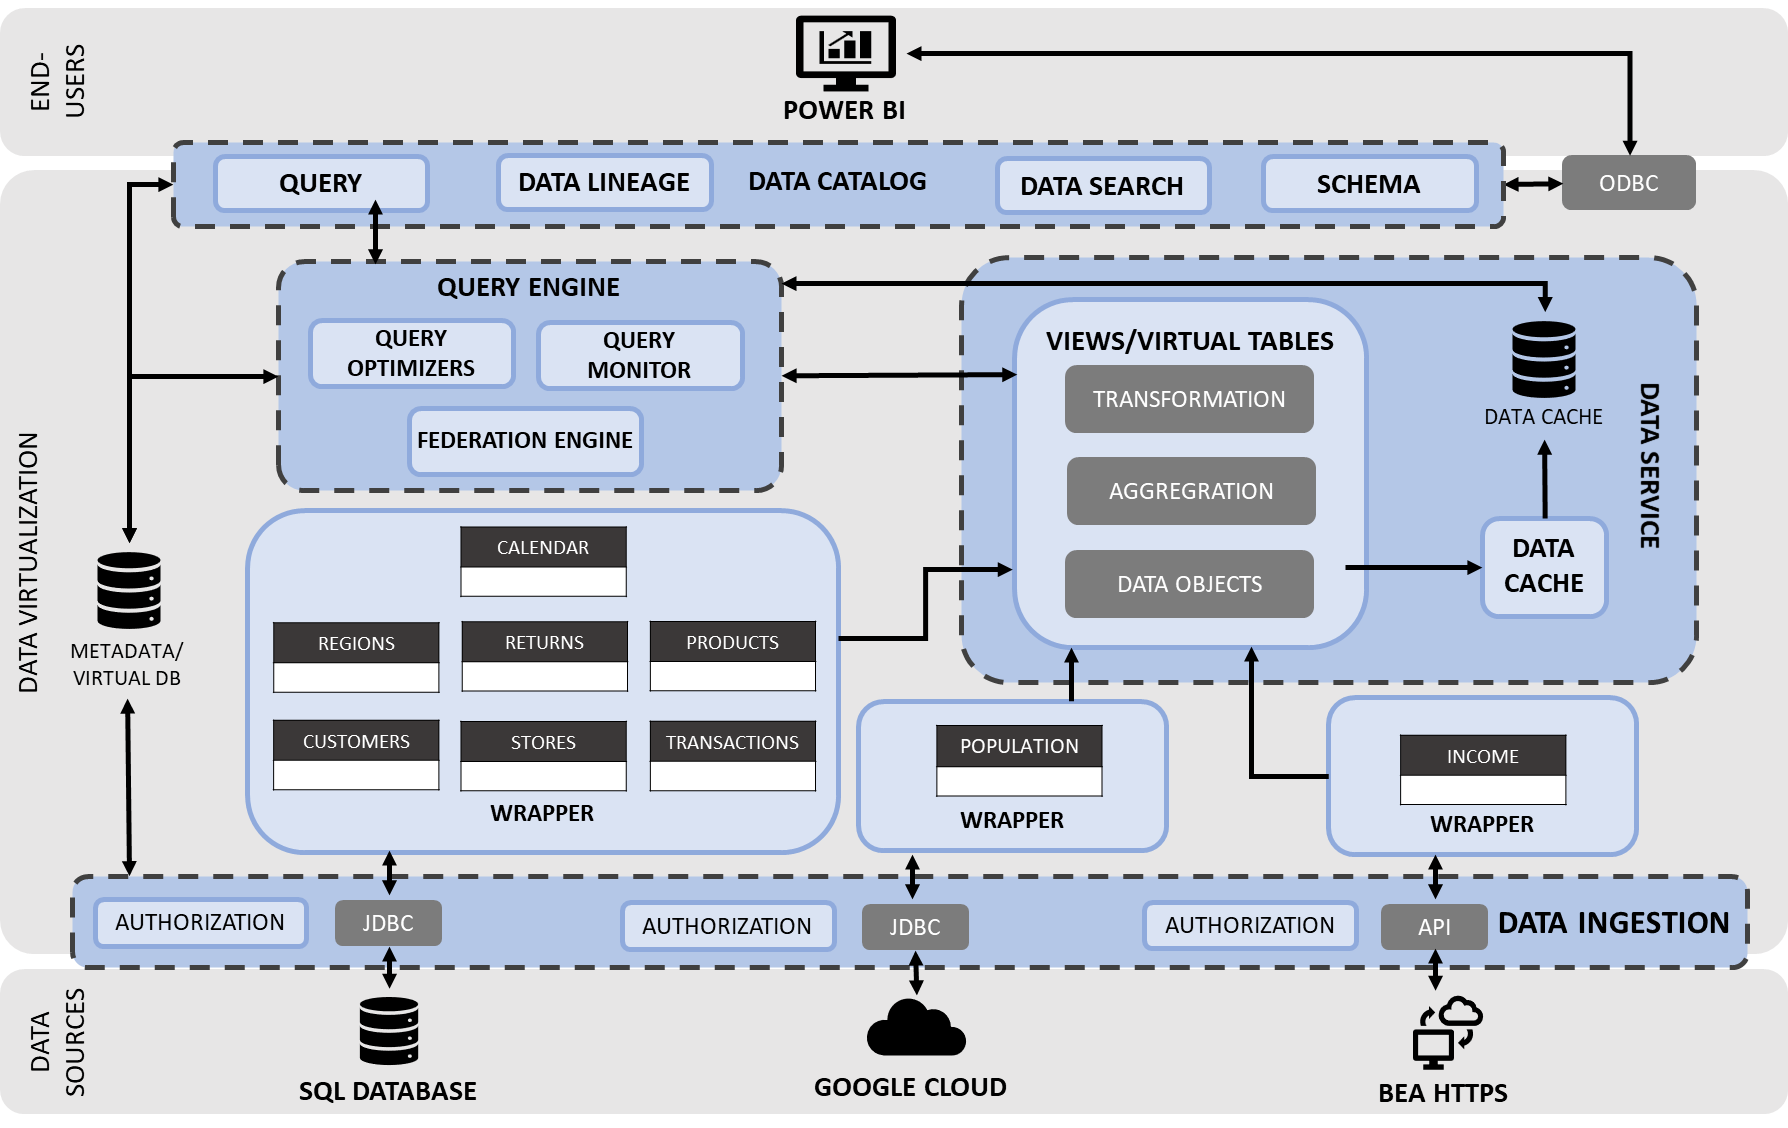 END-
USERS
POWER BI
QUERY
DATA LINEAGE
DATA CATALOG
DATA SEARCH
SCHEMA
ODBC
DATA VIRTUALIZATION
QUERY ENGINE
QUERY
OPTIMIZERS
QUERY
MONITOR
FEDERATION ENGINE
VIEWS/VIRTUAL TABLES
TRANSFORMATION
AGGREGRATION
DATA OBJECTS
DATA CACHE
DATA SERVICE
DATA
CACHE
METADATA/
VIRTUAL DB
CALENDAR
REGIONS
RETURNS
PRODUCTS
CUSTOMERS
STORES
TRANSACTIONS
WRAPPER
POPULATION
WRAPPER
INCOME
WRAPPER
AUTHORIZATION
JDBC
AUTHORIZATION
JDBC
AUTHORIZATION
API
DATA INGESTION
DATA
SOURCES
SQL DATABASE
GOOGLE CLOUD
BEA HTTPS